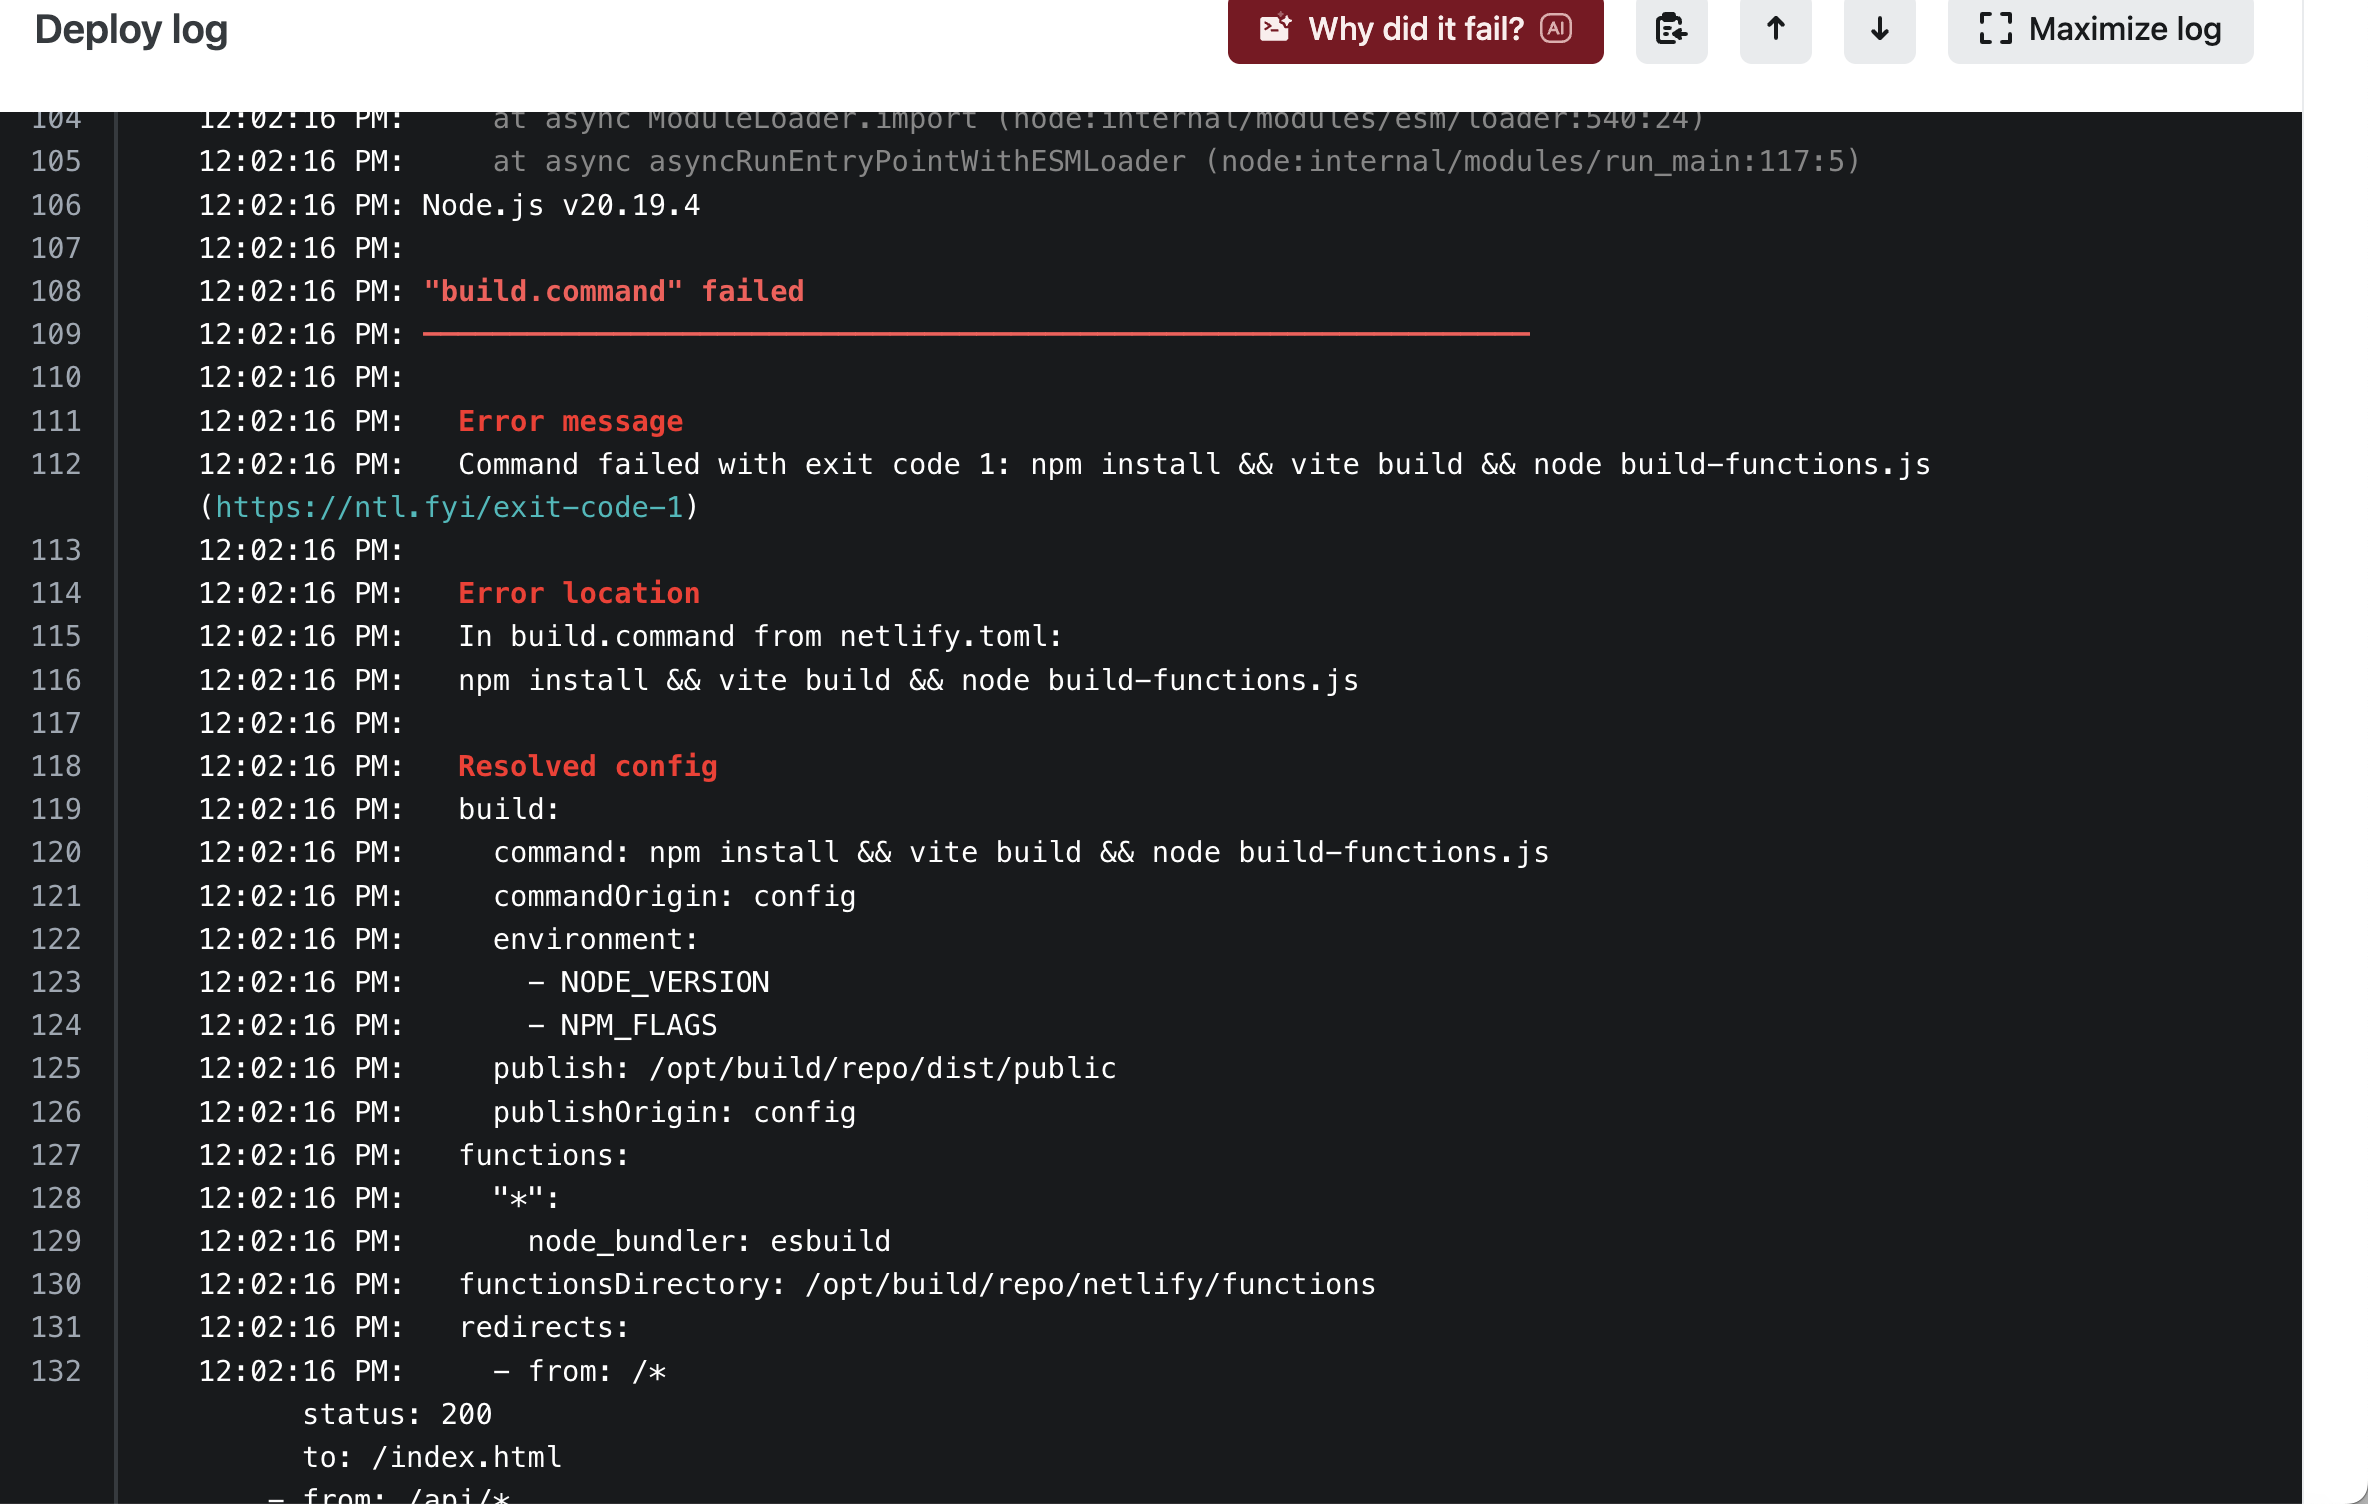 Deploy log
Why did it fail? AI
Maximize log
104 12:02:16 PM: at async ModuleLoader.import (node:internal/modules/esm/loader:540:24)
105 12:02:16 PM: at async asyncRunEntryPointWithESMLoader (node:internal/modules/run_main:117:5)
106 12:02:16 PM: Node.js v20.19.4
107 12:02:16 PM:
108 12:02:16 PM: "build.command" failed
109 12:02:16 PM: ────────────────────────────────────────────────────────────────
110 12:02:16 PM:
111 12:02:16 PM: Error message
112 12:02:16 PM: Command failed with exit code 1: npm install && vite build && node build-functions.js
(https://ntl.fyi/exit-code-1)
113 12:02:16 PM:
114 12:02:16 PM: Error location
115 12:02:16 PM: In build.command from netlify.toml:
116 12:02:16 PM: npm install && vite build && node build-functions.js
117 12:02:16 PM:
118 12:02:16 PM: Resolved config
119 12:02:16 PM: build:
120 12:02:16 PM: command: npm install && vite build && node build-functions.js
121 12:02:16 PM: commandOrigin: config
122 12:02:16 PM: environment:
123 12:02:16 PM: - NODE_VERSION
124 12:02:16 PM: - NPM_FLAGS
125 12:02:16 PM: publish: /opt/build/repo/dist/public
126 12:02:16 PM: publishOrigin: config
127 12:02:16 PM: functions:
128 12:02:16 PM: "*":
129 12:02:16 PM: node_bundler: esbuild
130 12:02:16 PM: functionsDirectory: /opt/build/repo/netlify/functions
131 12:02:16 PM: redirects:
132 12:02:16 PM: - from: /*
status: 200
to: /index.html
- from: /api/*